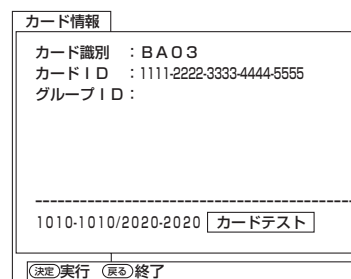 カード情報
カード識別 ：ＢＡ０３
カードＩＤ ：1111-2222-3333-4444-5555
グループＩＤ：
1010-1010/2020-2020 カードテスト
決定 実行 戻る 終了